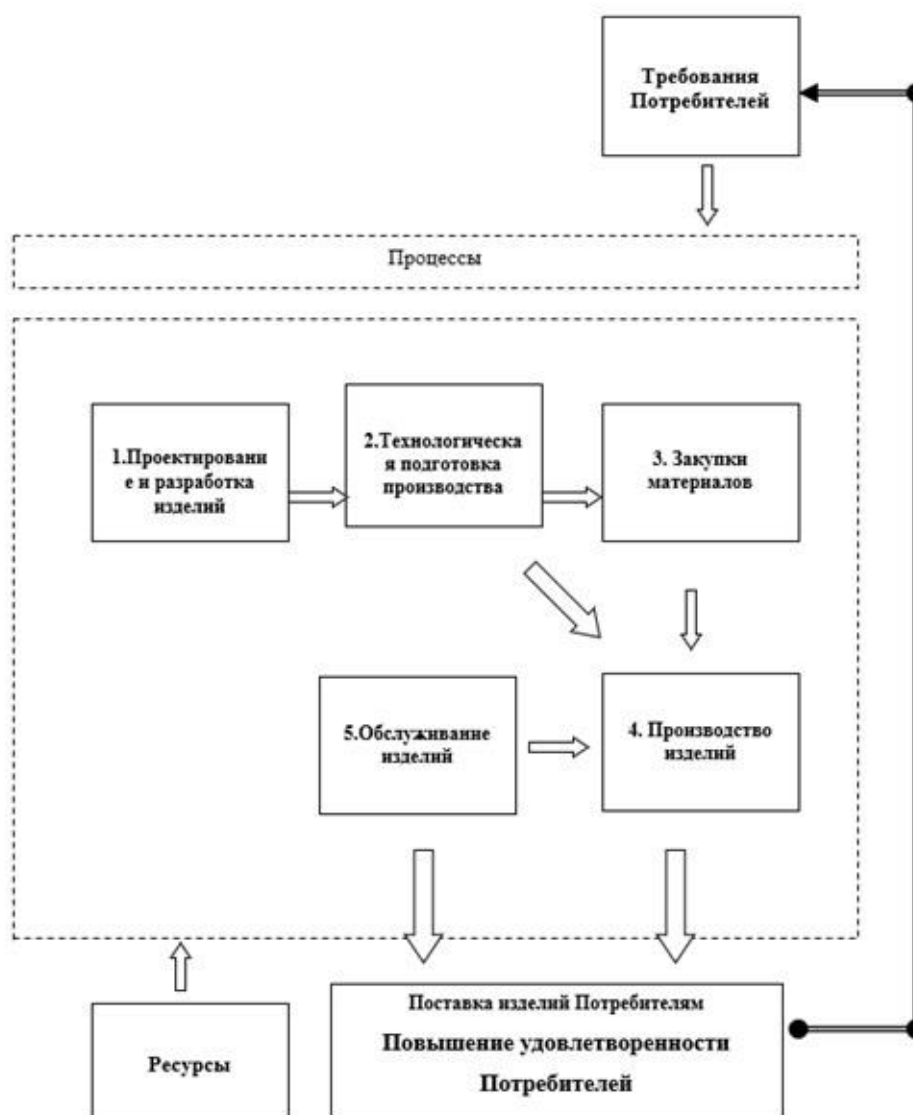 Требования
Потребителей
Процессы
1.Проектировани
е и разработка
изделий
2.Технологическа
я подготовка
производства
3. Закупки
материалов
5.Обслуживание
изделий
4. Производство
изделий
Ресурсы
Поставка изделий Потребителям
Повышение удовлетворенности
Потребителей